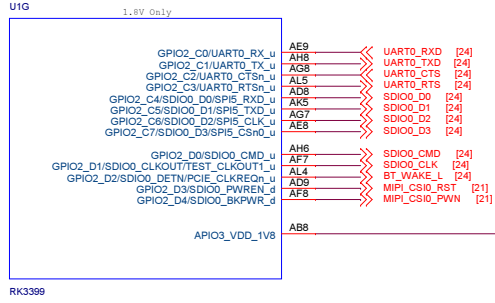 U1G
1.8V Only
GPIO2_C0/UART0_RX_u AE9 UART0_RXD [24]
GPIO2_C1/UART0_TX_u AH8 UART0_TXD [24]
GPIO2_C2/UART0_CTSn_u AG8 UART0_CTS [24]
GPIO2_C3/UART0_RTSn_u AL5 UART0_RTS [24]
GPIO2_C4/SDIO0_D0/SPI5_RXD_u AD8 SDIO0_D0 [24]
GPIO2_C5/SDIO0_D1/SPI5_TXD_u AK5 SDIO0_D1 [24]
GPIO2_C6/SDIO0_D2/SPI5_CLK_u AG7 SDIO0_D2 [24]
GPIO2_C7/SDIO0_D3/SPI5_CSn0_u AE8 SDIO0_D3 [24]
GPIO2_D0/SDIO0_CMD_u AH6 SDIO0_CMD [24]
GPIO2_D1/SDIO0_CLKOUT/TEST_CLKOUT1_u AF7 SDIO0_CLK [24]
GPIO2_D2/SDIO0_DETN/PCIE_CLKREQn_u AL4 BT_WAKE_L [24]
GPIO2_D3/SDIO0_PWREN_d AD9 MIPI_CSI0_RST [21]
GPIO2_D4/SDIO0_BKPWR_d AF8 MIPI_CSI0_PWN [21]
APIO3_VDD_1V8 AB8
RK3399